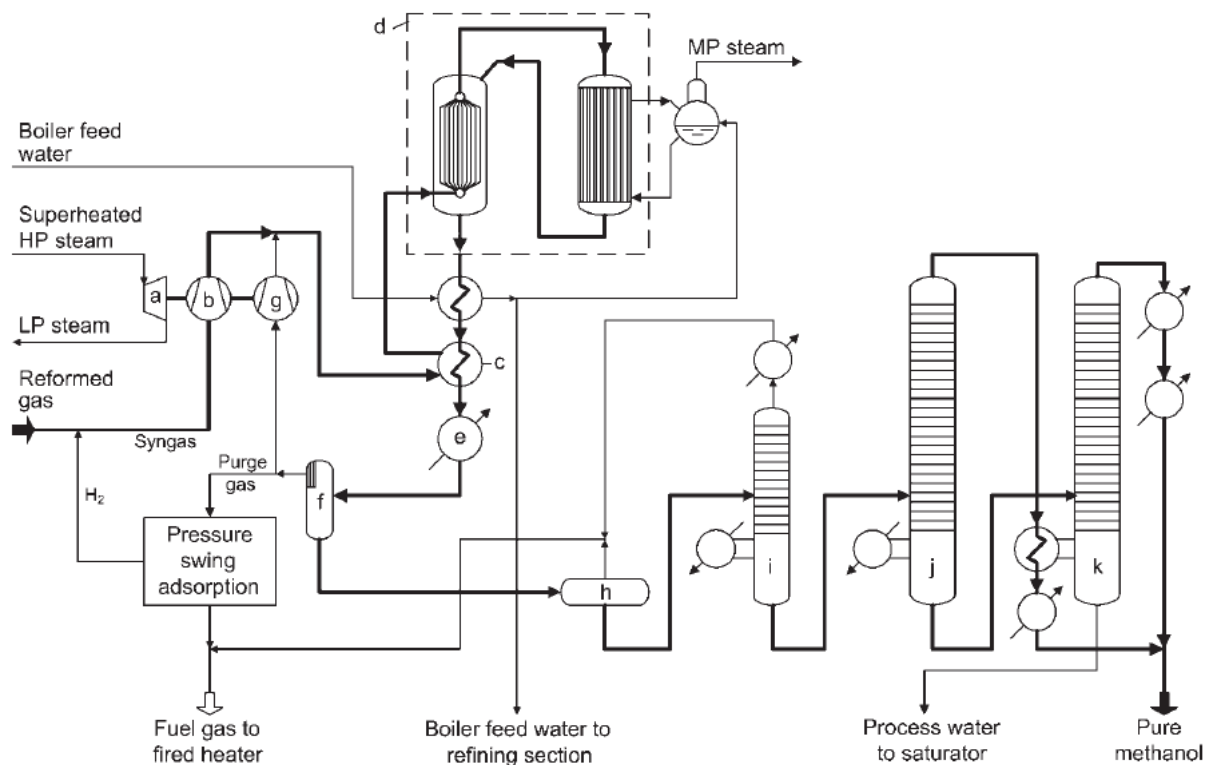 d
MP steam
Boiler feed
water
Superheated
HP steam
a
b
g
c
LP steam
Reformed
gas
Syngas
e
Purge
gas
f
H₂
Pressure
swing
adsorption
h
i
j
k
Fuel gas to
fired heater
Boiler feed water to
refining section
Process water
to saturator
Pure
methanol